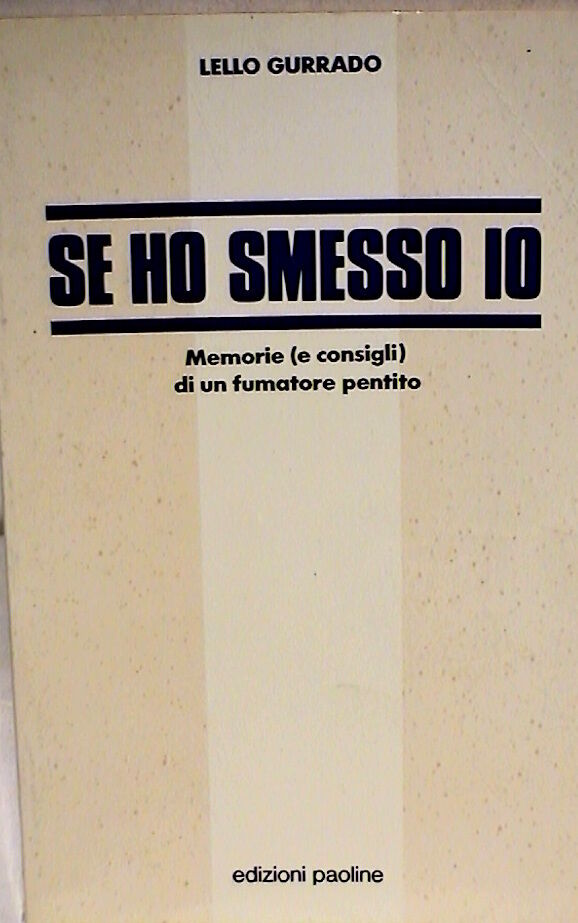 LELLO GURRADO
SE HO SMESSO IO
Memorie (e consigli)
di un fumatore pentito
edizioni paoline